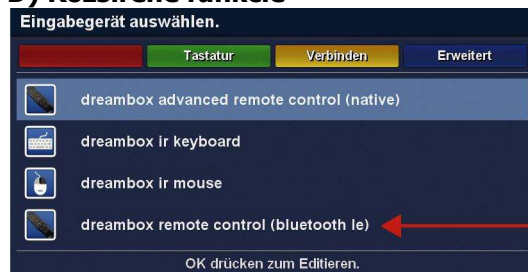 Eingabegerät auswählen.
Tastatur Verbinden Erweitert
dreambox advanced remote control (native)
dreambox ir keyboard
dreambox ir mouse
dreambox remote control (bluetooth le)
OK drücken zum Editieren.